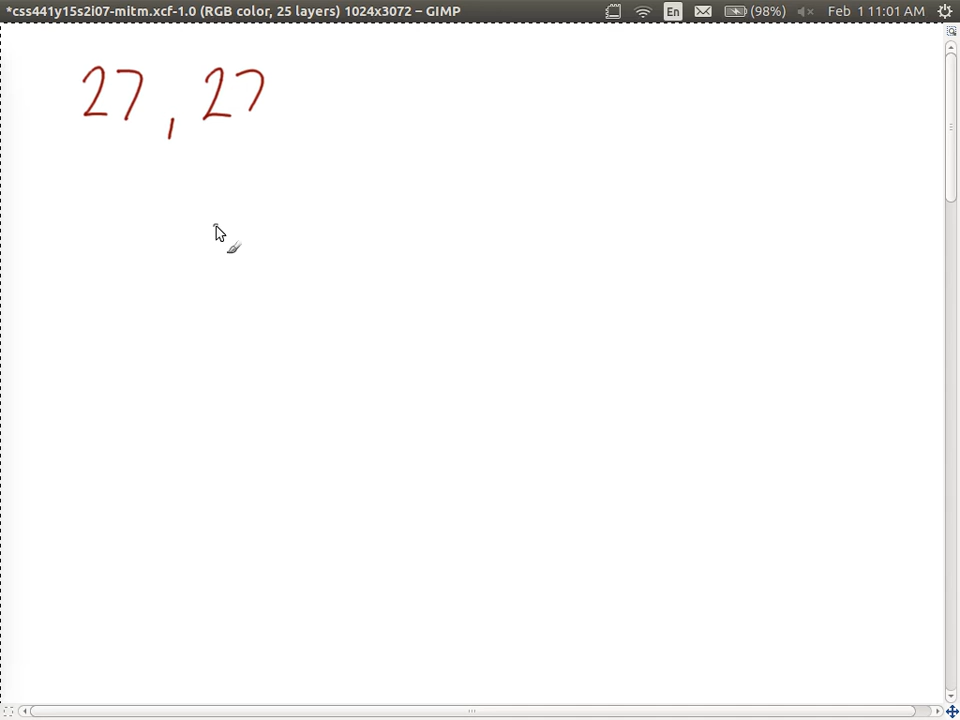 *css441y15s2i07-mitm.xcf-1.0 (RGB color, 25 layers) 1024x3072 – GIMP En (98%) Feb 1 11:01 AM
27, 27